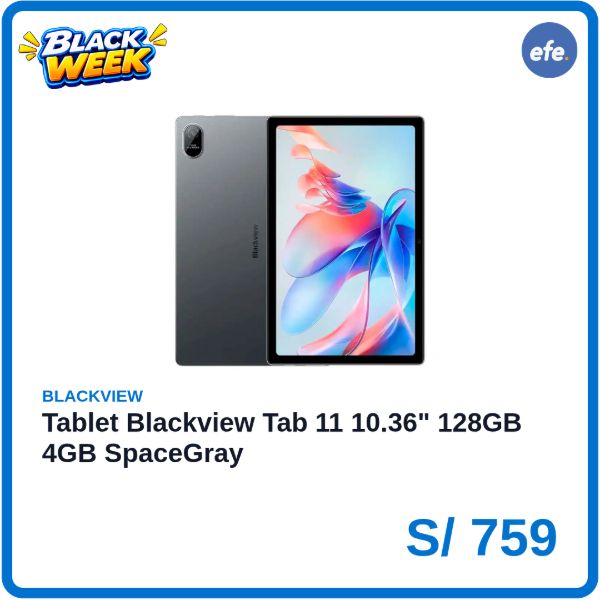 BLACK
WEEK
efe.
Blackview
BLACKVIEW
Tablet Blackview Tab 11 10.36" 128GB
4GB SpaceGray
S/ 759